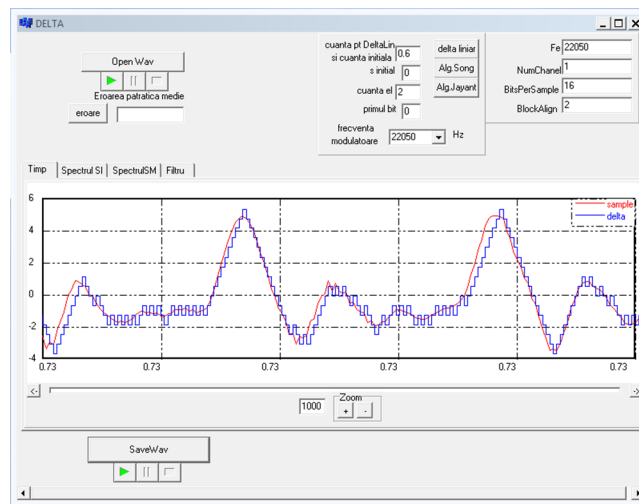 DELTA
Open Wav
Eroarea patratica medie
eroare
cuanta pt DeltaLin
si cuanta initiala
0.6
s initial
0
cuanta el
2
primul bit
0
frecventa
modulatoare
22050
Hz
delta liniar
Alg.Song
Alg.Jayant
Fe
22050
NumChanel
1
BitsPerSample
16
BlockAlign
2
Timp
Spectrul SI
SpectrulSM
Filtru
sample
delta
6
4
2
0
-2
-4
0.73
0.73
0.73
0.73
0.73
0.73
<-
->
1000
Zoom
+
-
SaveWav